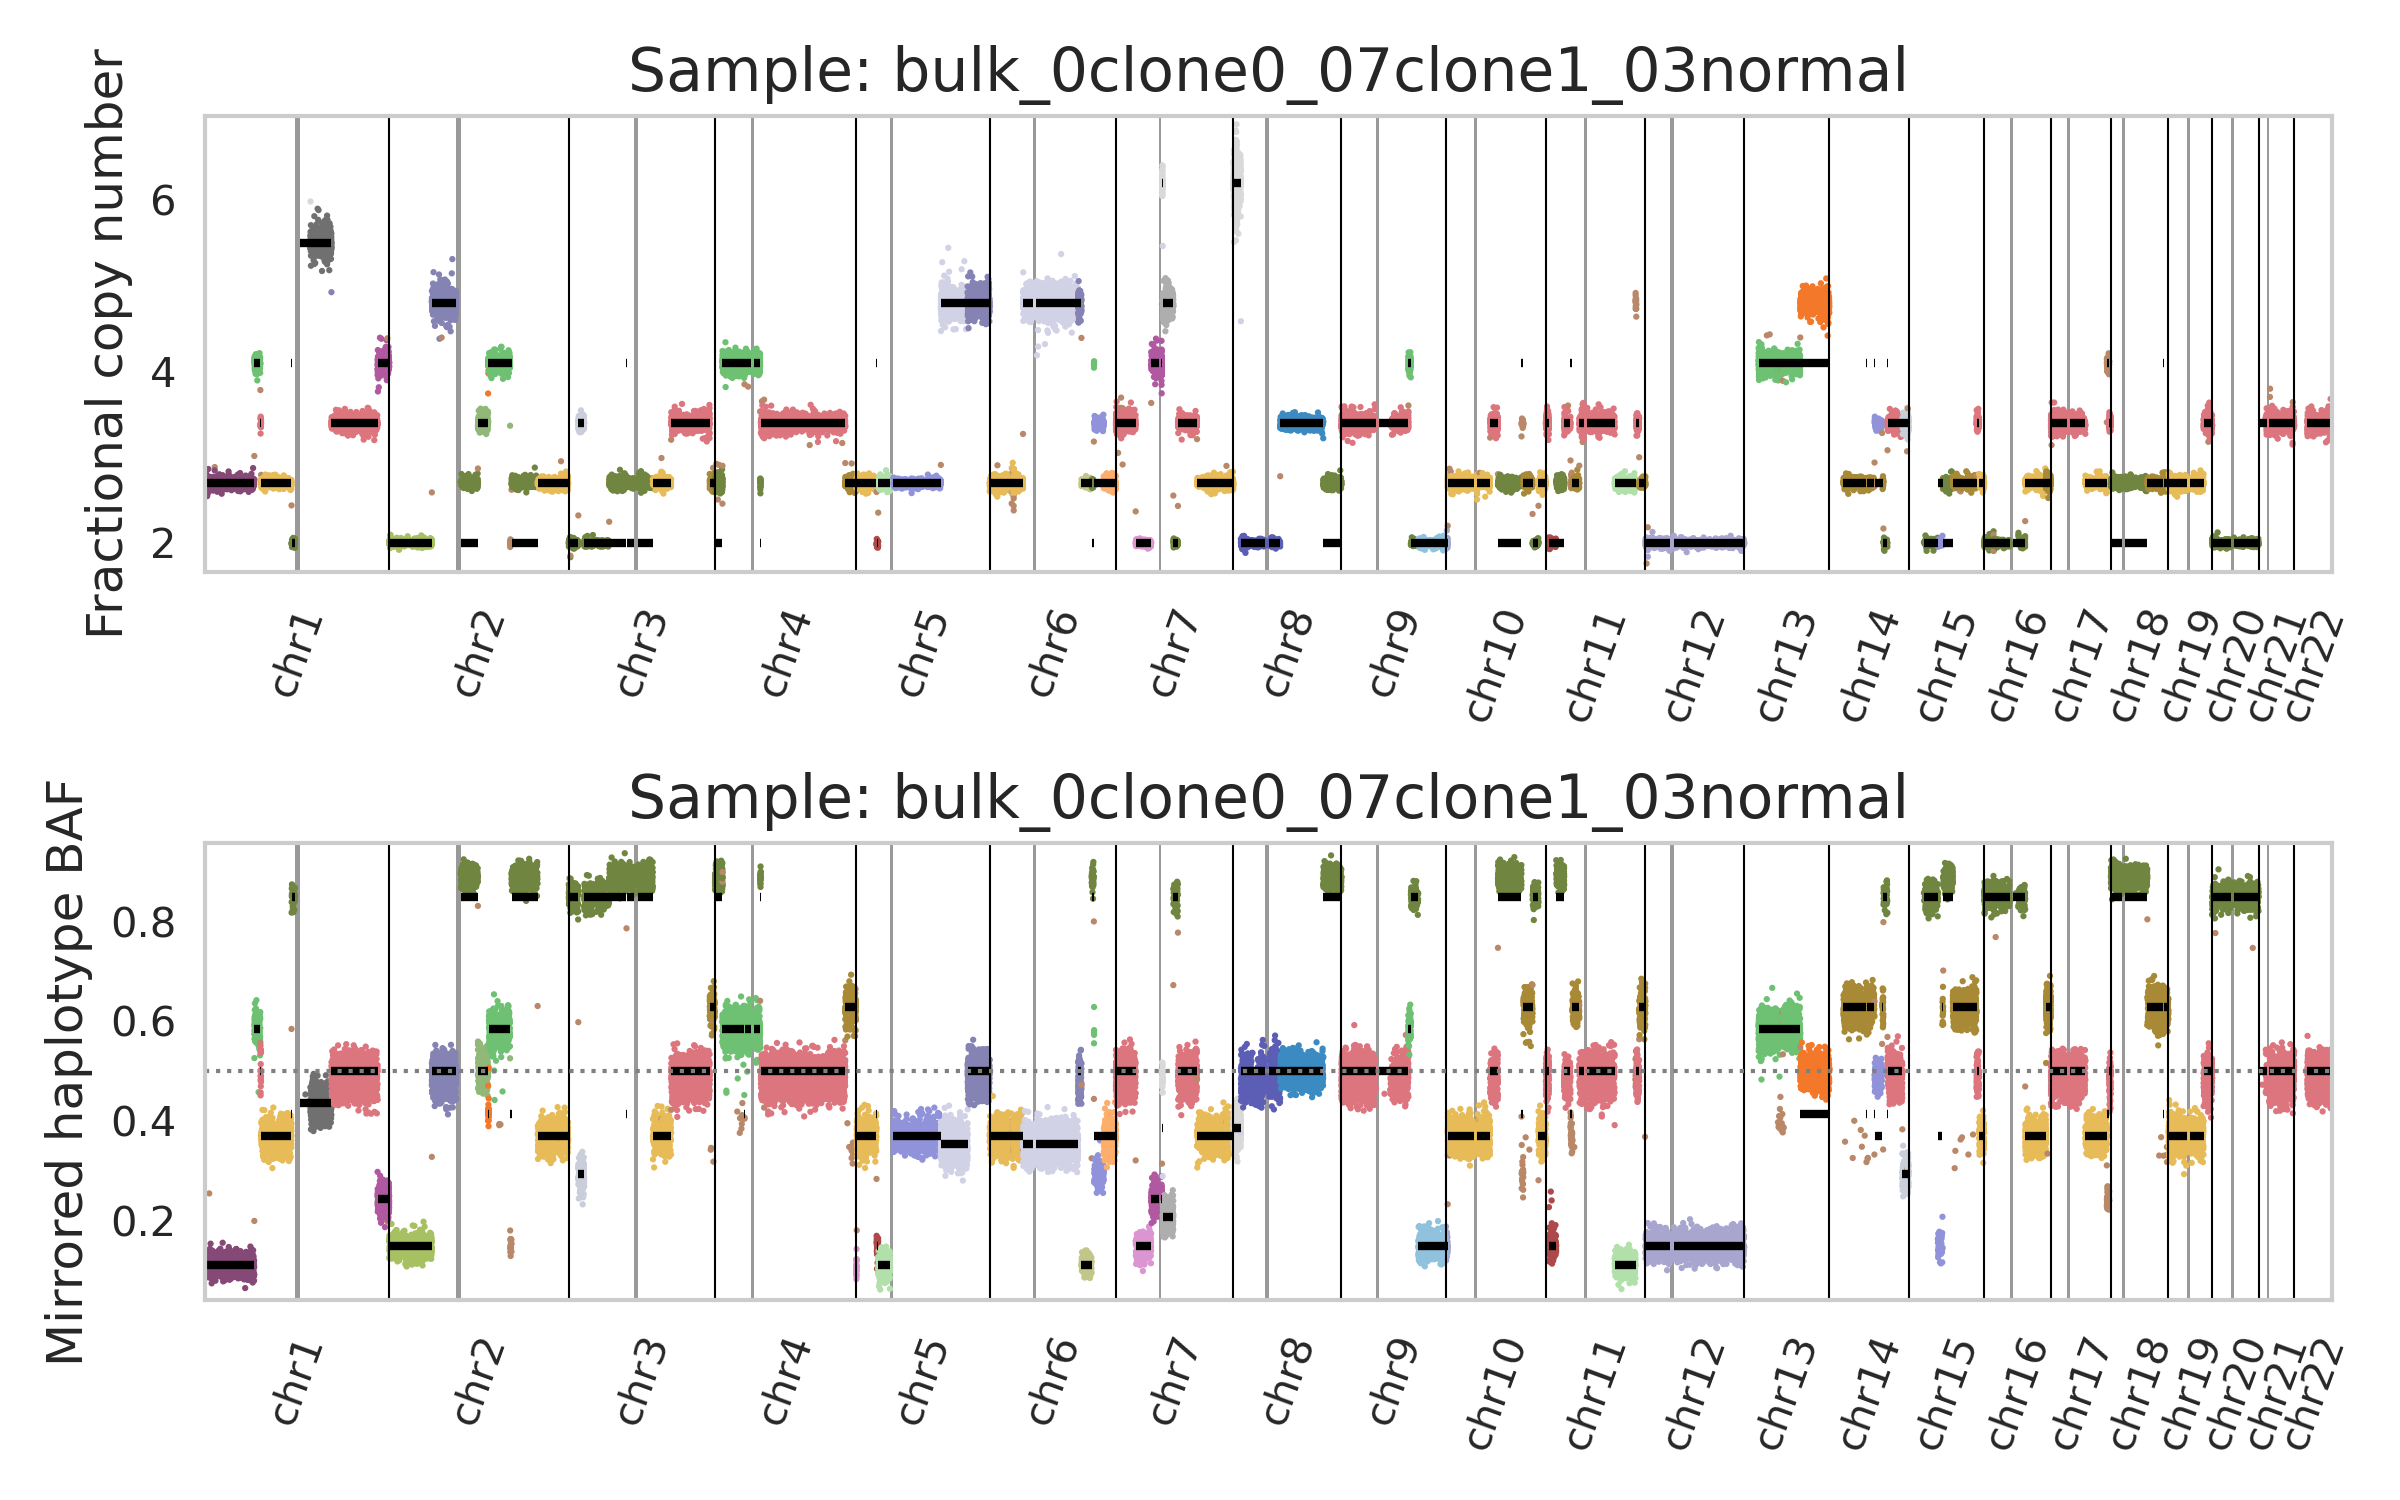 Sample: bulk_0clone0_07clone1_03normal
Fractional copy number
6
4
2
chr1
chr2
chr3
chr4
chr5
chr6
chr7
chr8
chr9
chr10
chr11
chr12
chr13
chr14
chr15
chr16
chr17
chr18
chr19
chr20
chr21
chr22
Sample: bulk_0clone0_07clone1_03normal
Mirrored haplotype BAF
0.8
0.6
0.4
0.2
chr1
chr2
chr3
chr4
chr5
chr6
chr7
chr8
chr9
chr10
chr11
chr12
chr13
chr14
chr15
chr16
chr17
chr18
chr19
chr20
chr21
chr22